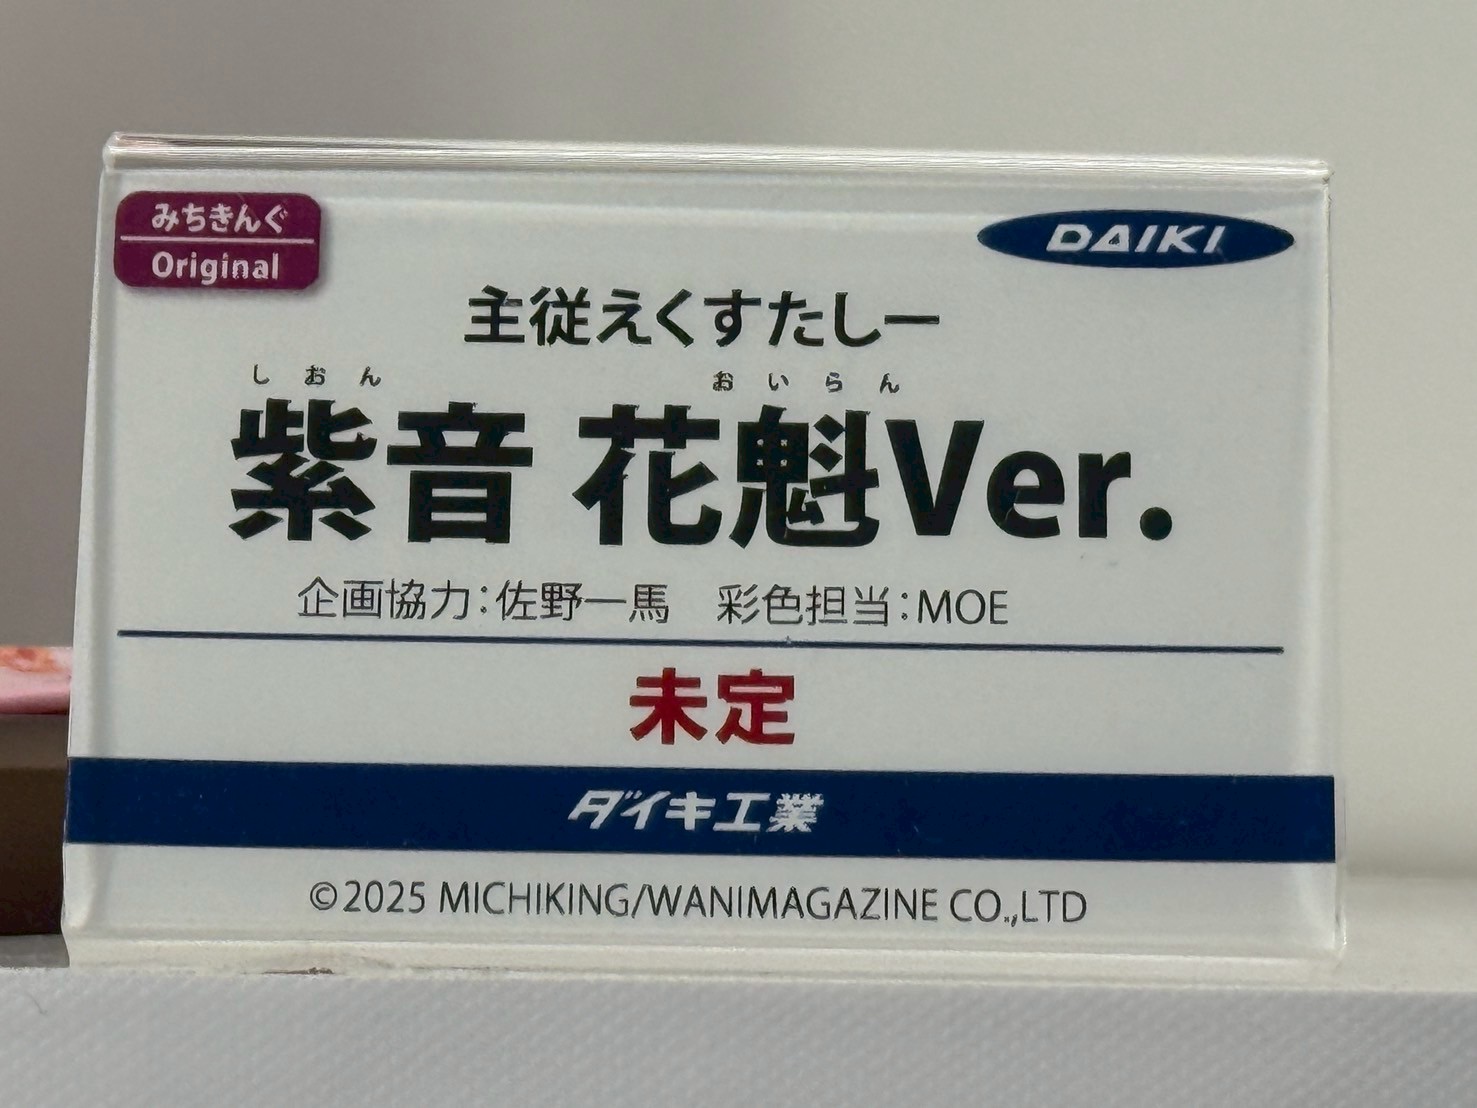 みちきんぐ
Original
DAIKI
主従えくすたしー
しおん おいらん
紫音 花魁Ver.
企画協力：佐野一馬 彩色担当：MOE
未定
ダイキ工業
©2025 MICHIKING/WANIMAGAZINE CO.,LTD